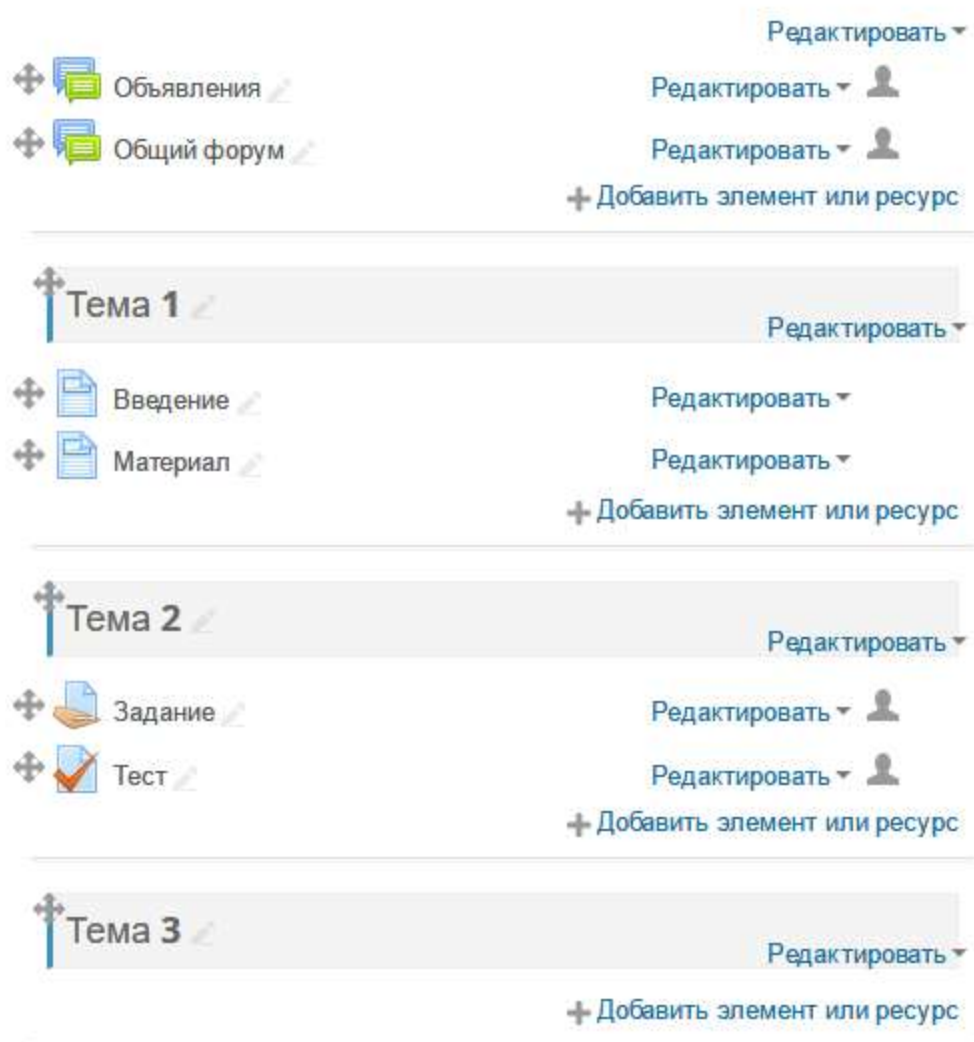 Редактировать
Объявления Редактировать
Общий форум Редактировать
Добавить элемент или ресурс
Тема 1
Редактировать
Введение Редактировать
Материал Редактировать
Добавить элемент или ресурс
Тема 2
Редактировать
Задание Редактировать
Тест Редактировать
Добавить элемент или ресурс
Тема 3
Редактировать
Добавить элемент или ресурс